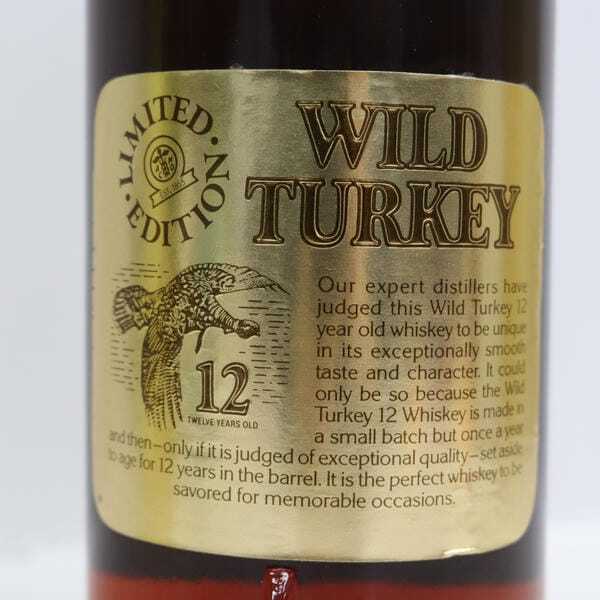 LIMITED · EDITION ·
WILD
TURKEY
Our expert distillers have
judged this Wild Turkey 12
year old whiskey to be unique
in its exceptionally smooth
taste and character. It could
only be so because the Wild
Turkey 12 Whiskey is made in
a small batch but once a year
and then—only if it is judged of exceptional quality—set aside
to age for 12 years in the barrel. It is the perfect whiskey to be
savored for memorable occasions.
12
TWELVE YEARS OLD